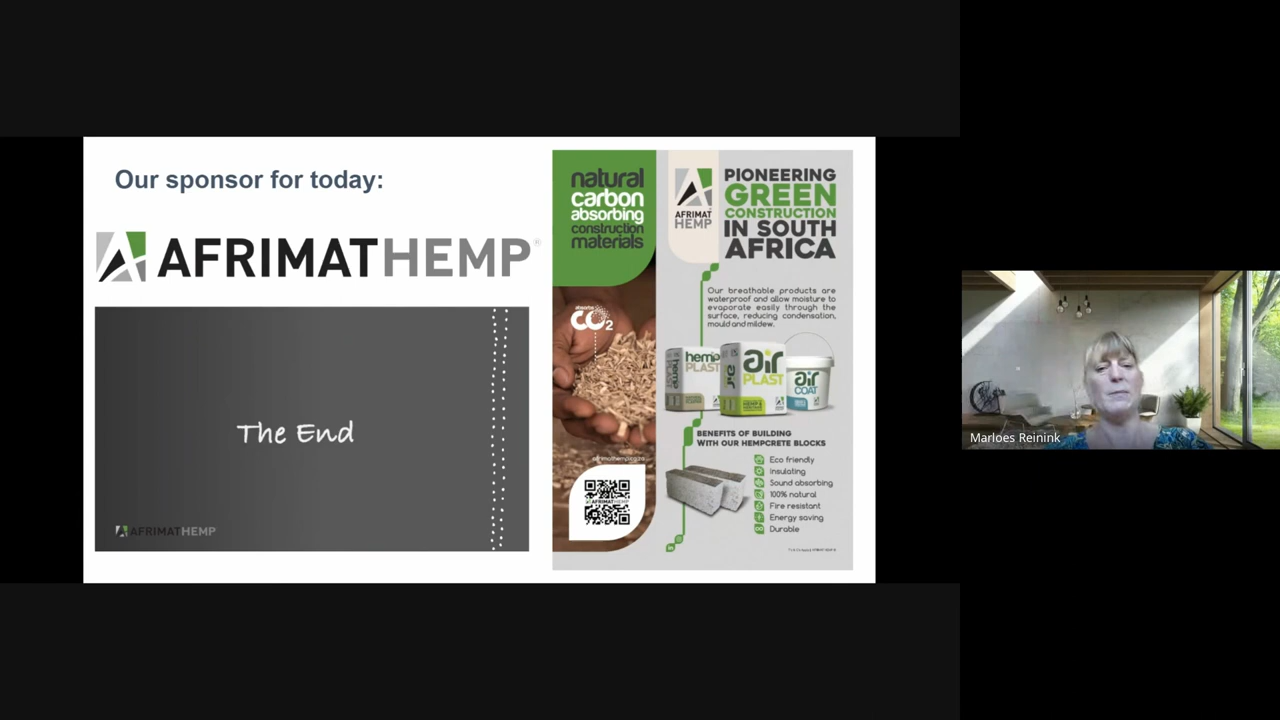 Our sponsor for today:
AFRIMATHEMP®
The End
AFRIMATHEMP
natural
carbon
absorbing
construction
materials
absorbs
CO2
AFRIMAT
HEMP
PIONEERING
GREEN
CONSTRUCTION
IN SOUTH
AFRICA
Our breathable products are
waterproof and allow moisture to
evaporate easily through the
surface, reducing condensation,
mould and mildew.
hemp
PLAST
air
PLAST
air
COAT
BENEFITS OF BUILDING
WITH OUR HEMPCRETE BLOCKS
Eco friendly
Insulating
Sound absorbing
100% natural
Fire resistant
Energy saving
Durable
AFRIMAT HEMP
Marloes Reinink